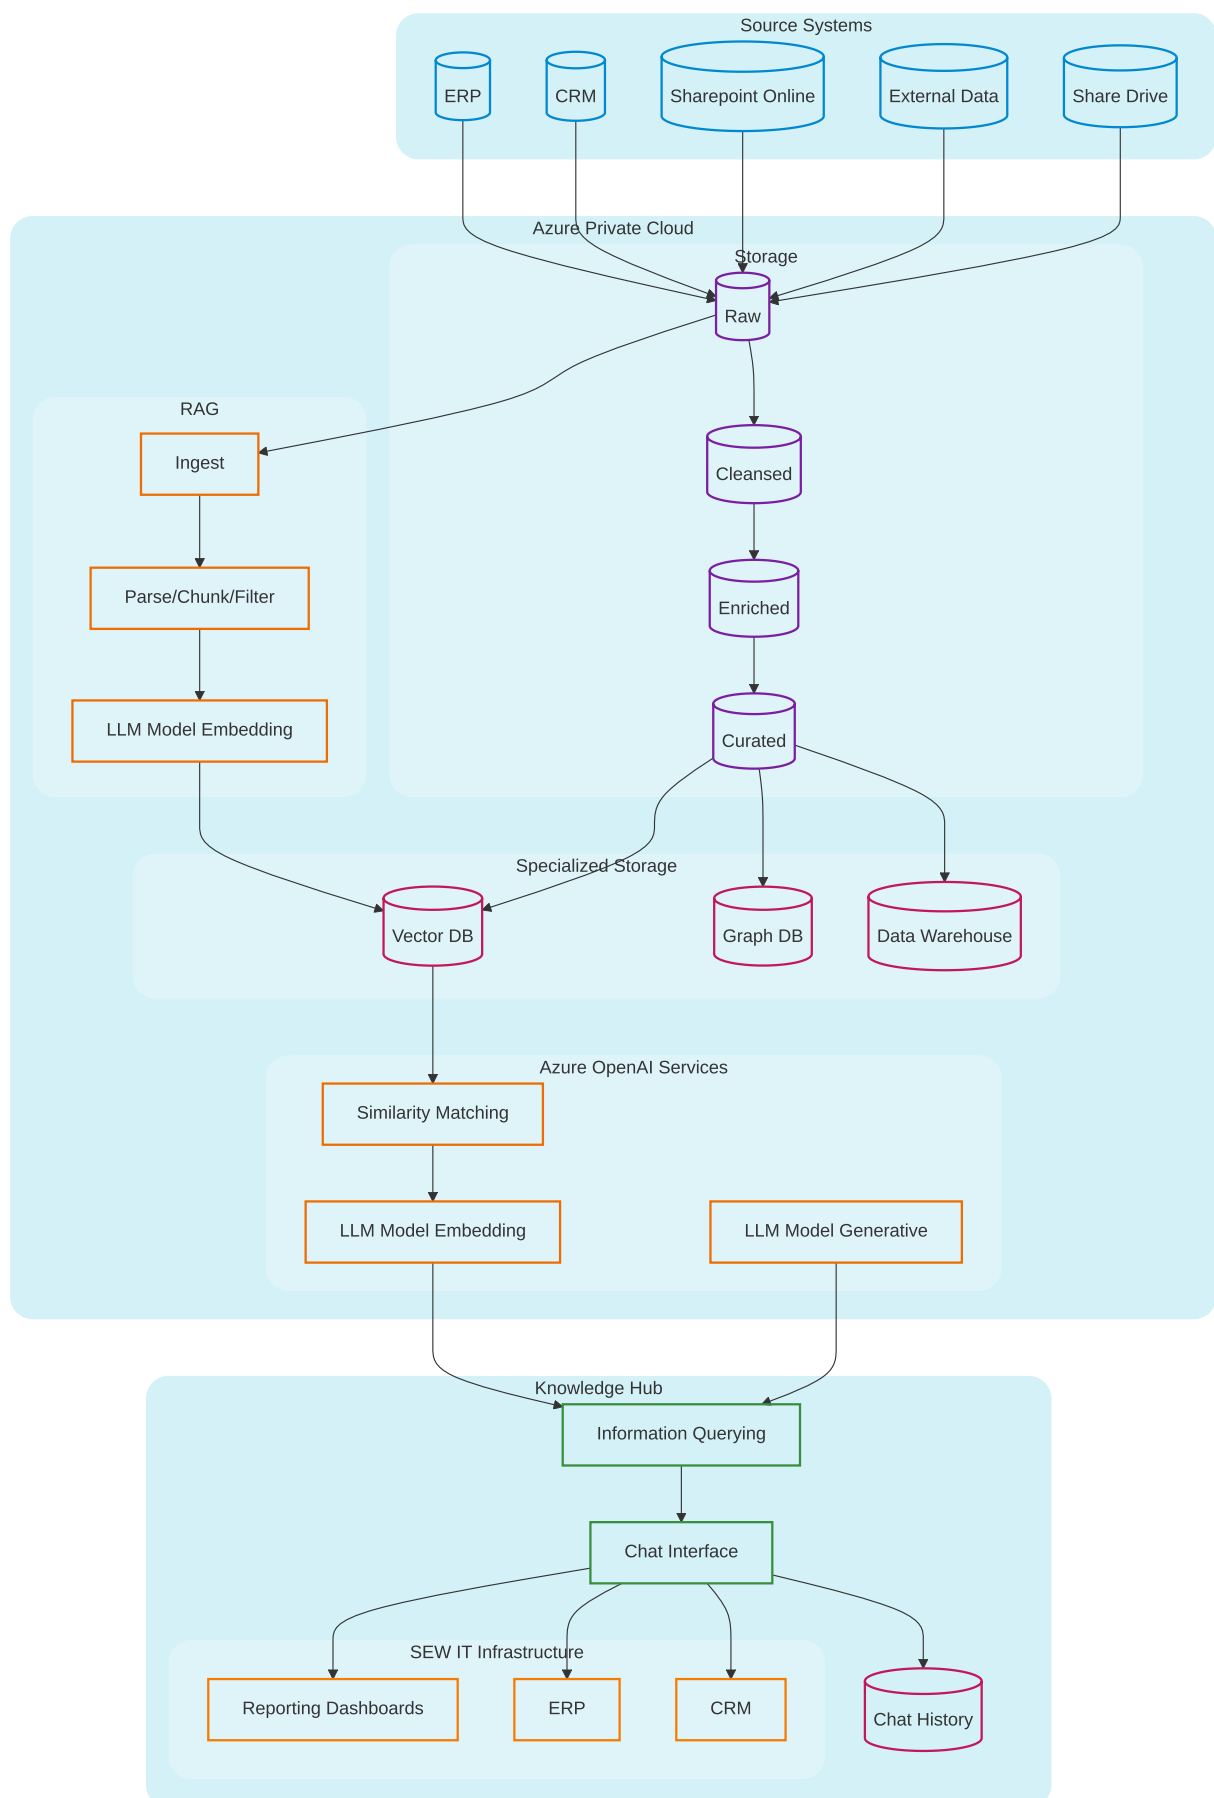 Source Systems
ERP
CRM
Sharepoint Online
External Data
Share Drive
Azure Private Cloud
Storage
Raw
RAG
Ingest
Cleansed
Parse/Chunk/Filter
Enriched
LLM Model Embedding
Curated
Specialized Storage
Vector DB
Graph DB
Data Warehouse
Azure OpenAI Services
Similarity Matching
LLM Model Embedding
LLM Model Generative
Knowledge Hub
Information Querying
Chat Interface
SEW IT Infrastructure
Reporting Dashboards
ERP
CRM
Chat History